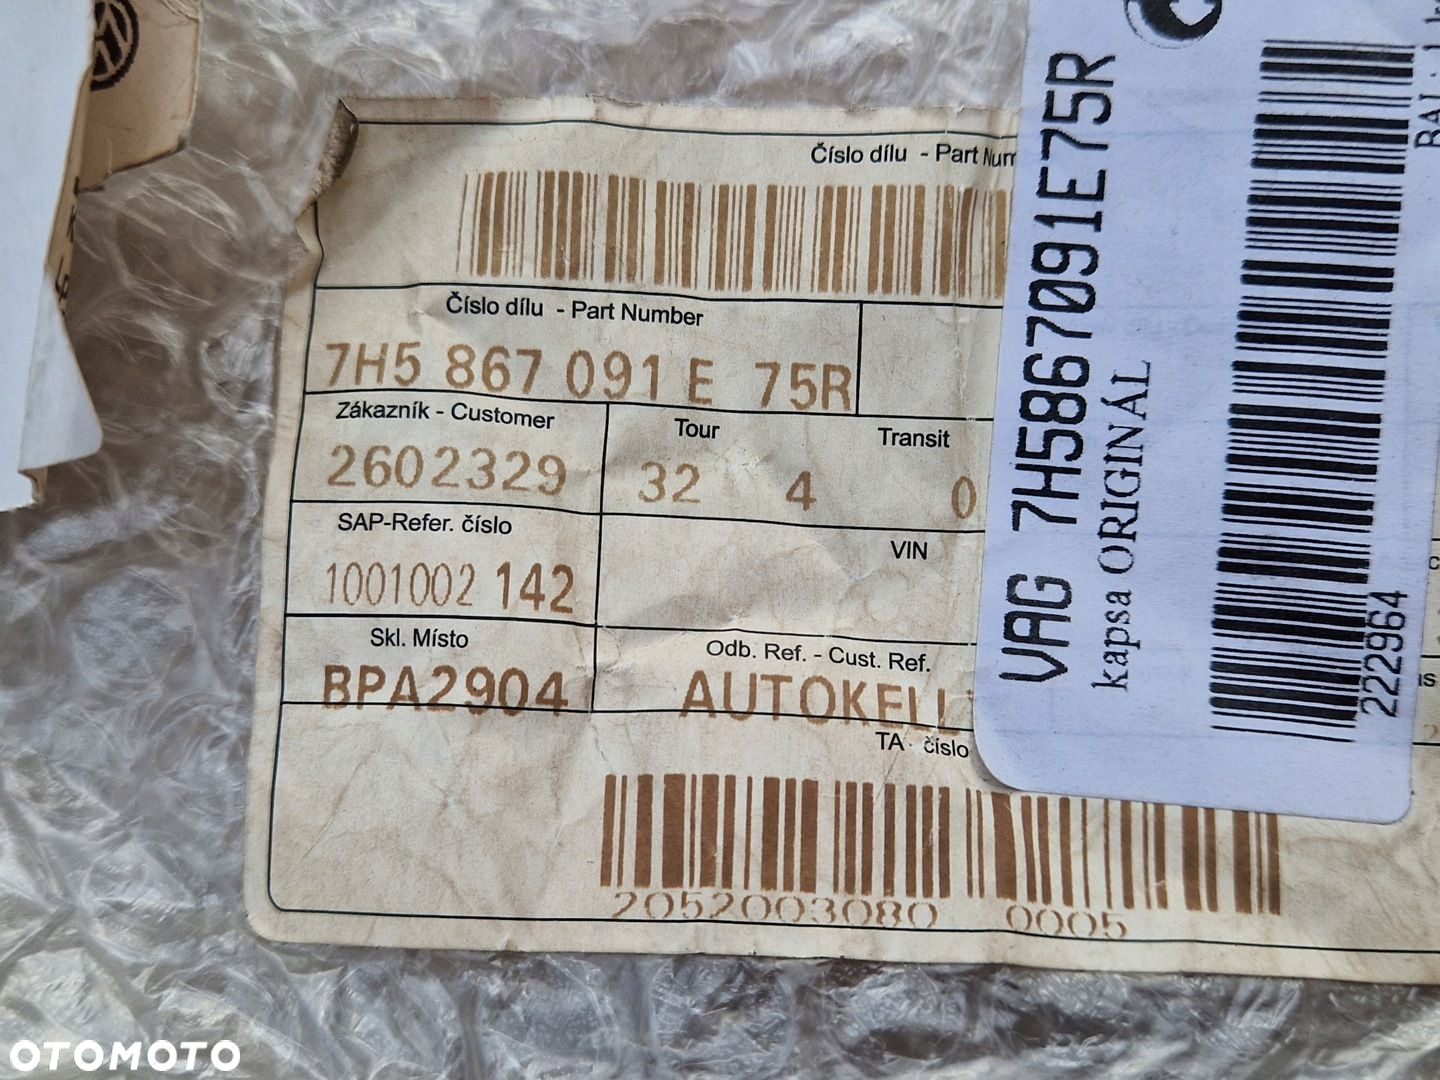 Číslo dílu - Part Num
Číslo dílu - Part Number
7H5 867 091 E 75R
Zákazník - Customer
Tour
Transit
2602329
32 4 0
SAP-Refer. číslo
VIN
1001002 142
Skl. Místo
Odb. Ref. - Cust. Ref.
BPA2904
AUTOKELL
TA číslo
2052003080 0005
VAG 7H5867091E75R
kapsa ORIGINÁL
222964
OTOMOTO